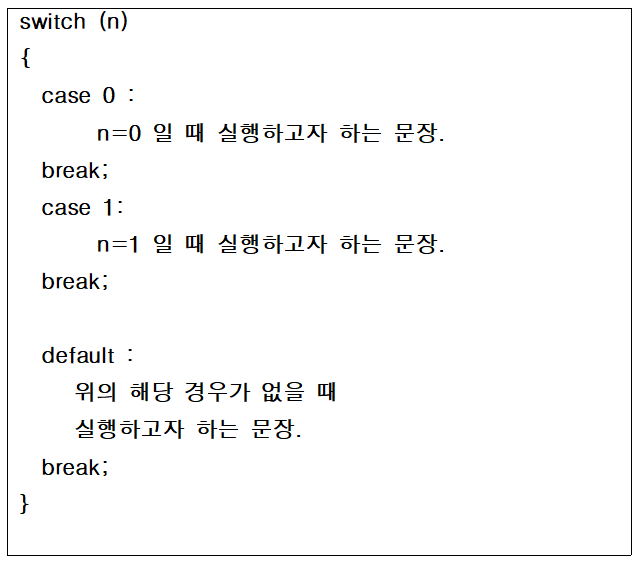 switch (n)
{
case 0 :
n=0 일 때 실행하고자 하는 문장.
break;
case 1:
n=1 일 때 실행하고자 하는 문장.
break;
default :
위의 해당 경우가 없을 때
실행하고자 하는 문장.
break;
}